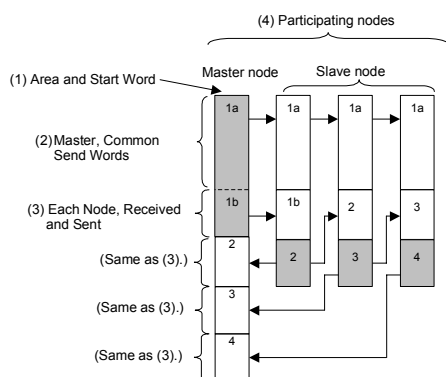 (4) Participating nodes
(1) Area and Start Word
Master node
Slave node
1a
1a
1a
1a
(2) Master, Common
Send Words
(3) Each Node, Received
and Sent
1b
1b
2
3
(Same as (3).)
2
2
3
4
(Same as (3).)
3
(Same as (3).)
4